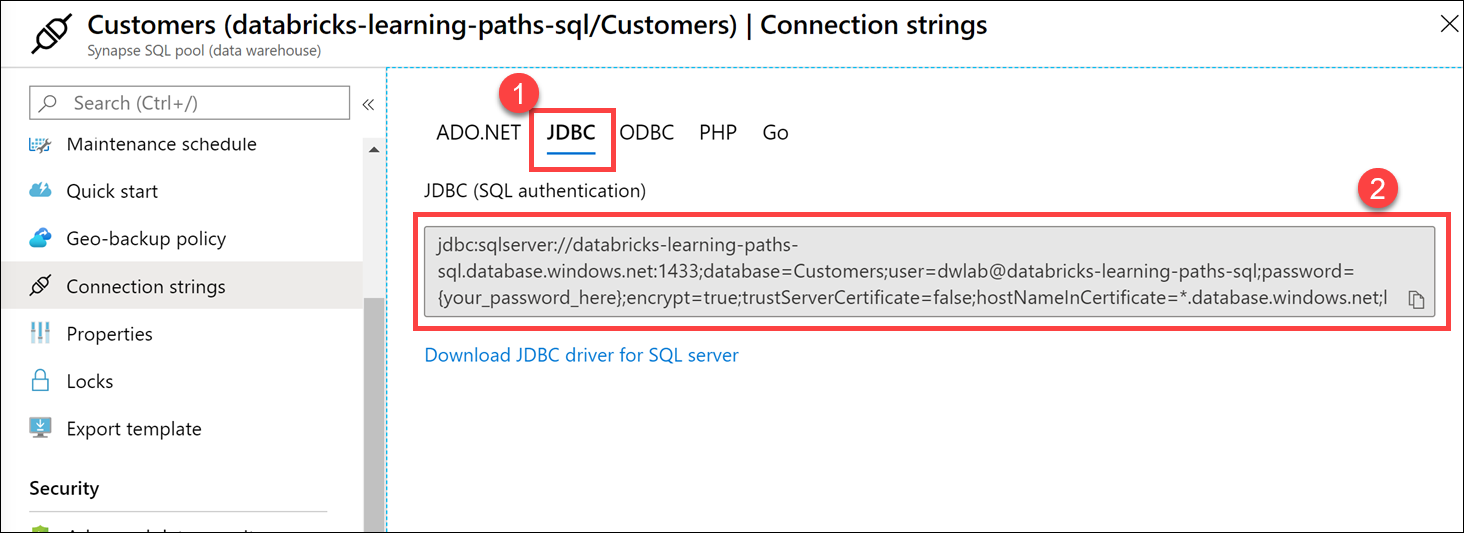 Customers (databricks-learning-paths-sql/Customers) | Connection strings
Synapse SQL pool (data warehouse)
Search (Ctrl+/)
«
Maintenance schedule
Quick start
Geo-backup policy
Connection strings
Properties
Locks
Export template
Security
1
ADO.NET JDBC ODBC PHP Go
JDBC (SQL authentication)
2
jdbc:sqlserver://databricks-learning-paths-
sql.database.windows.net:1433;database=Customers;user=dwlab@databricks-learning-paths-sql;password=
{your_password_here};encrypt=true;trustServerCertificate=false;hostNameInCertificate=*.database.windows.net;l
Download JDBC driver for SQL server